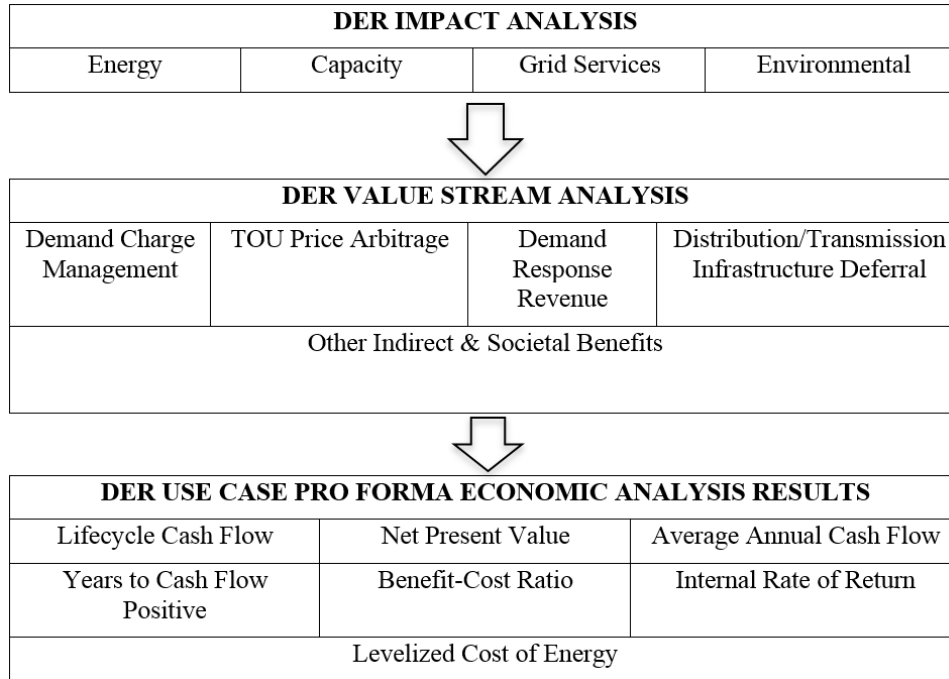 DER IMPACT ANALYSIS
Energy Capacity Grid Services Environmental
DER VALUE STREAM ANALYSIS
Demand Charge
Management
TOU Price Arbitrage
Demand
Response
Revenue
Distribution/Transmission
Infrastructure Deferral
Other Indirect & Societal Benefits
DER USE CASE PRO FORMA ECONOMIC ANALYSIS RESULTS
Lifecycle Cash Flow Net Present Value Average Annual Cash Flow
Years to Cash Flow
Positive
Benefit-Cost Ratio
Internal Rate of Return
Levelized Cost of Energy